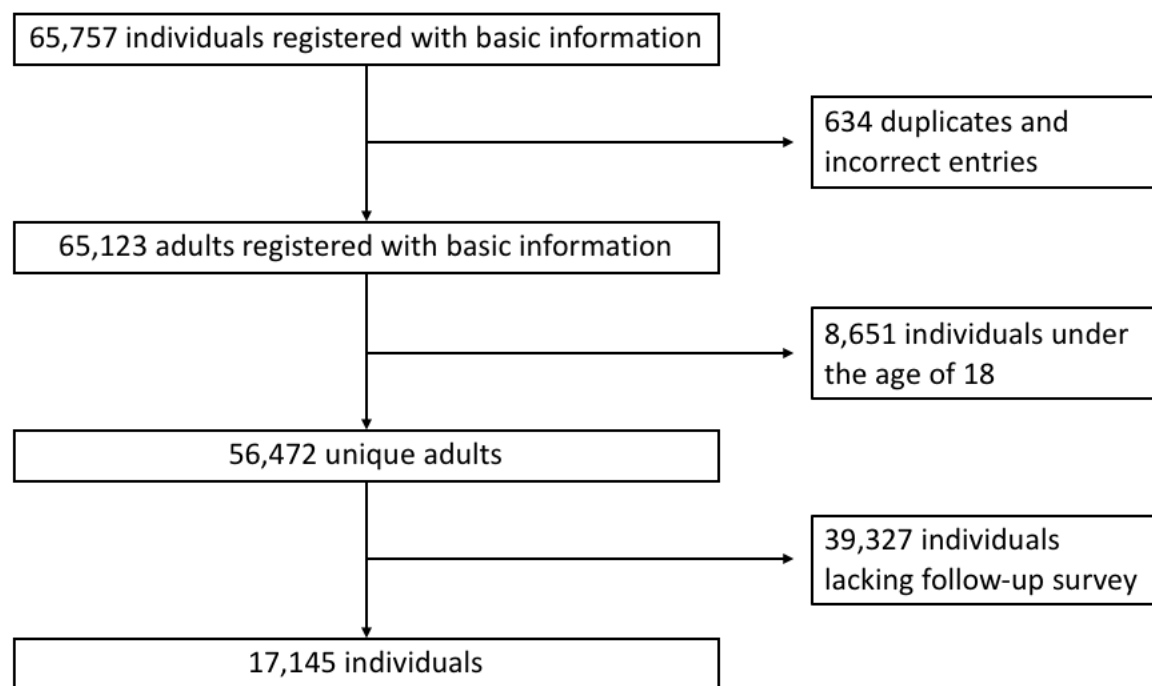 65,757 individuals registered with basic information
634 duplicates and
incorrect entries
65,123 adults registered with basic information
8,651 individuals under
the age of 18
56,472 unique adults
39,327 individuals
lacking follow-up survey
17,145 individuals